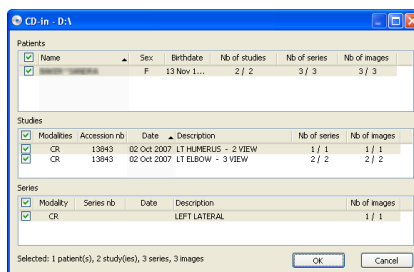 CD-in - D:\
Patients
Name Sex Birthdate Nb of studies Nb of series Nb of images
F 13 Nov 1... 2 / 2 3 / 3 3 / 3
Studies
Modalities Accession nb Date Description Nb of series Nb of images
CR 13843 02 Oct 2007 LT HUMERUS - 2 VIEW 1 / 1 1 / 1
CR 13843 02 Oct 2007 LT ELBOW - 3 VIEW 2 / 2 2 / 2
Series
Modality Series nb Date Description Nb of images
CR LEFT LATERAL 1 / 1
Selected: 1 patient(s), 2 study(ies), 3 series, 3 images
OK Cancel